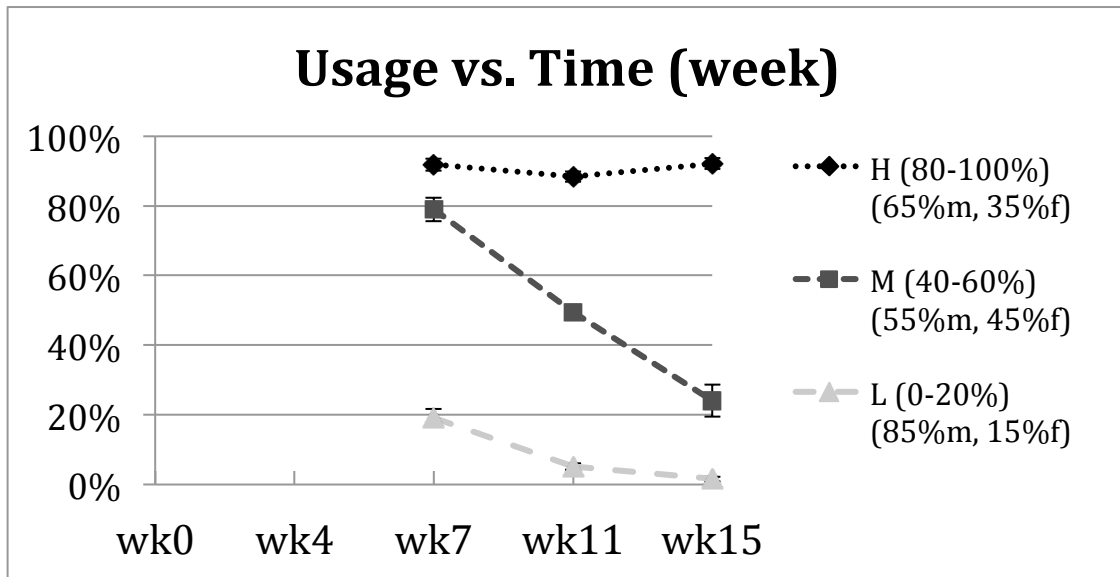 Usage vs. Time (week)
100%
80%
60%
40%
20%
0%
wk0 wk4 wk7 wk11 wk15
H (80-100%)
(65%m, 35%f)
M (40-60%)
(55%m, 45%f)
L (0-20%)
(85%m, 15%f)